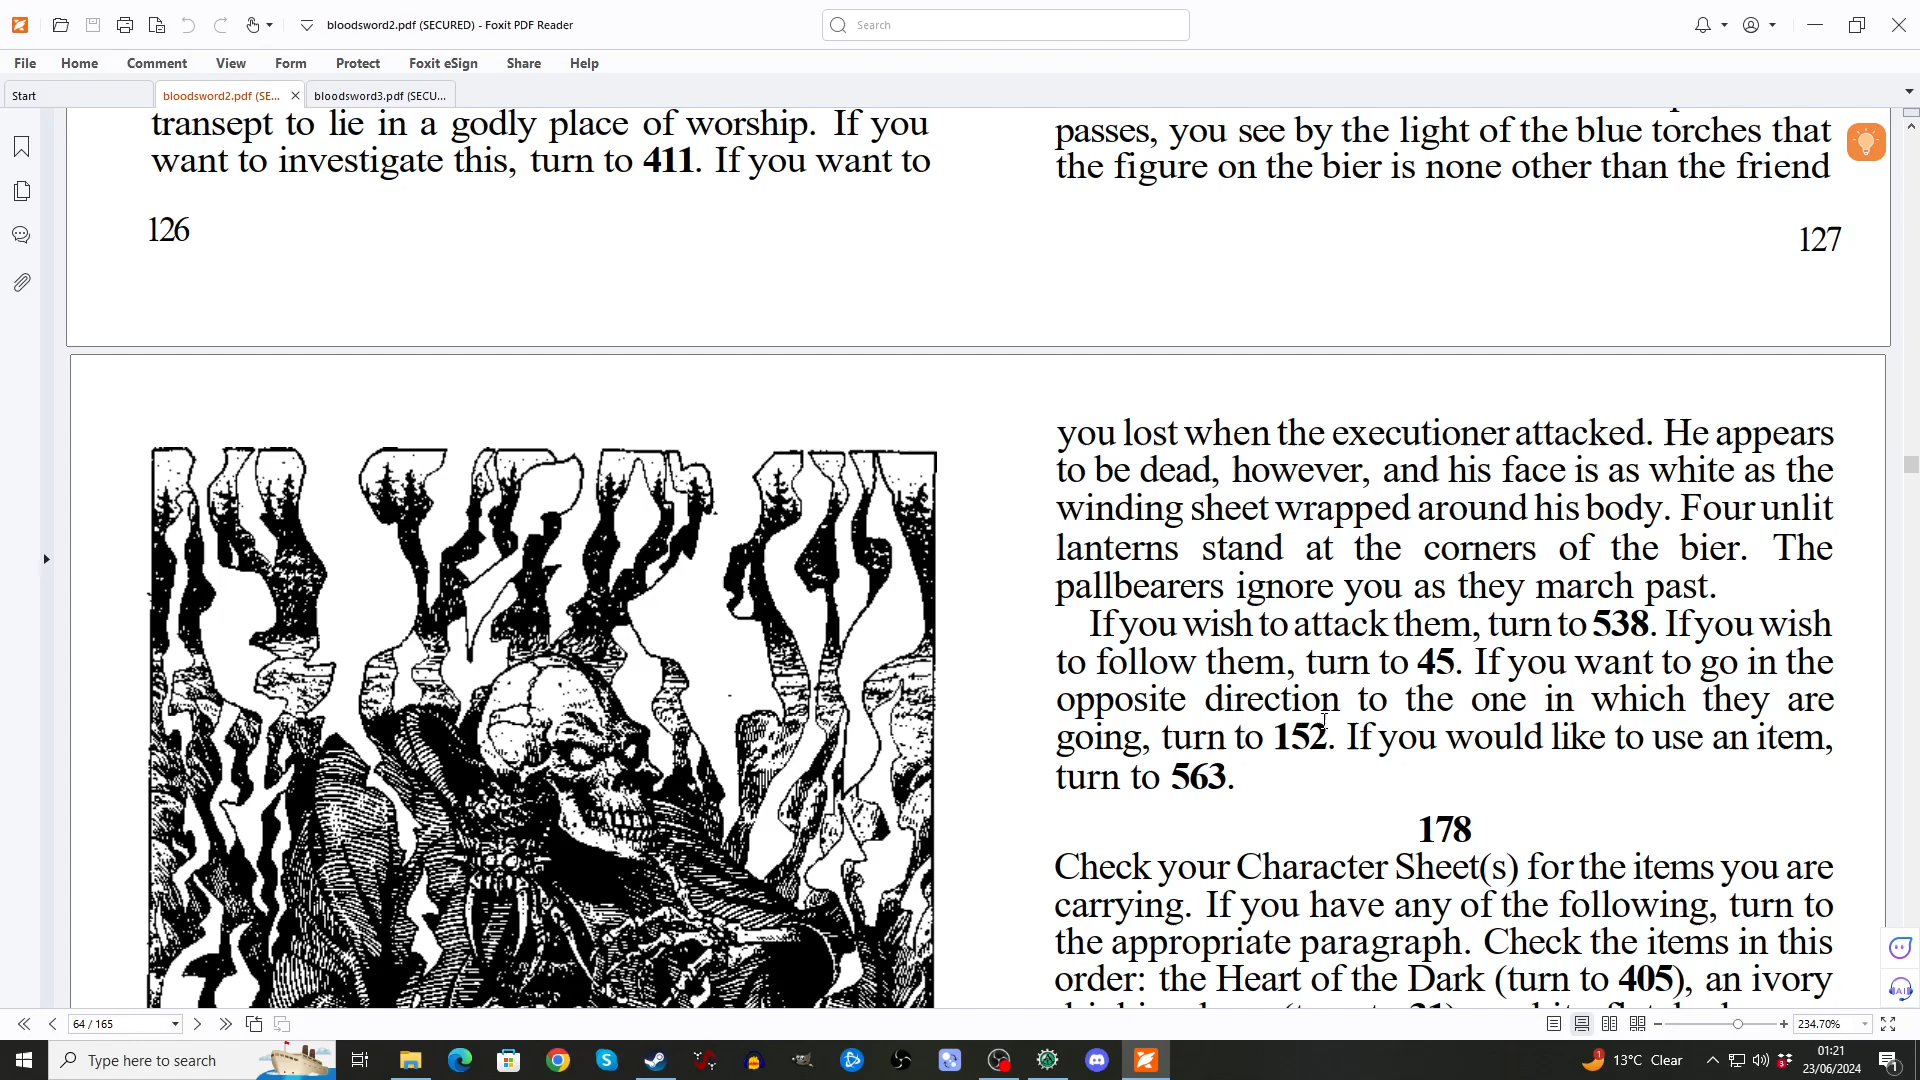 bloodsword2.pdf (SECURED) - Foxit PDF Reader
Search
File Home Comment View Form Protect Foxit eSign Share Help
Start bloodsword2.pdf (SE... bloodsword3.pdf (SECU...
transept to lie in a godly place of worship. If you
want to investigate this, turn to 411. If you want to
126
passes, you see by the light of the blue torches that
the figure on the bier is none other than the friend
127
you lost when the executioner attacked. He appears
to be dead, however, and his face is as white as the
winding sheet wrapped around his body. Four unlit
lanterns stand at the corners of the bier. The
pallbearers ignore you as they march past.
If you wish to attack them, turn to 538. If you wish
to follow them, turn to 45. If you want to go in the
opposite direction to the one in which they are
going, turn to 152. If you would like to use an item,
turn to 563.
178
Check your Character Sheet(s) for the items you are
carrying. If you have any of the following, turn to
the appropriate paragraph. Check the items in this
order: the Heart of the Dark (turn to 405), an ivory
64 / 165
234.70%
Type here to search
13°C Clear
01:21
23/06/2024